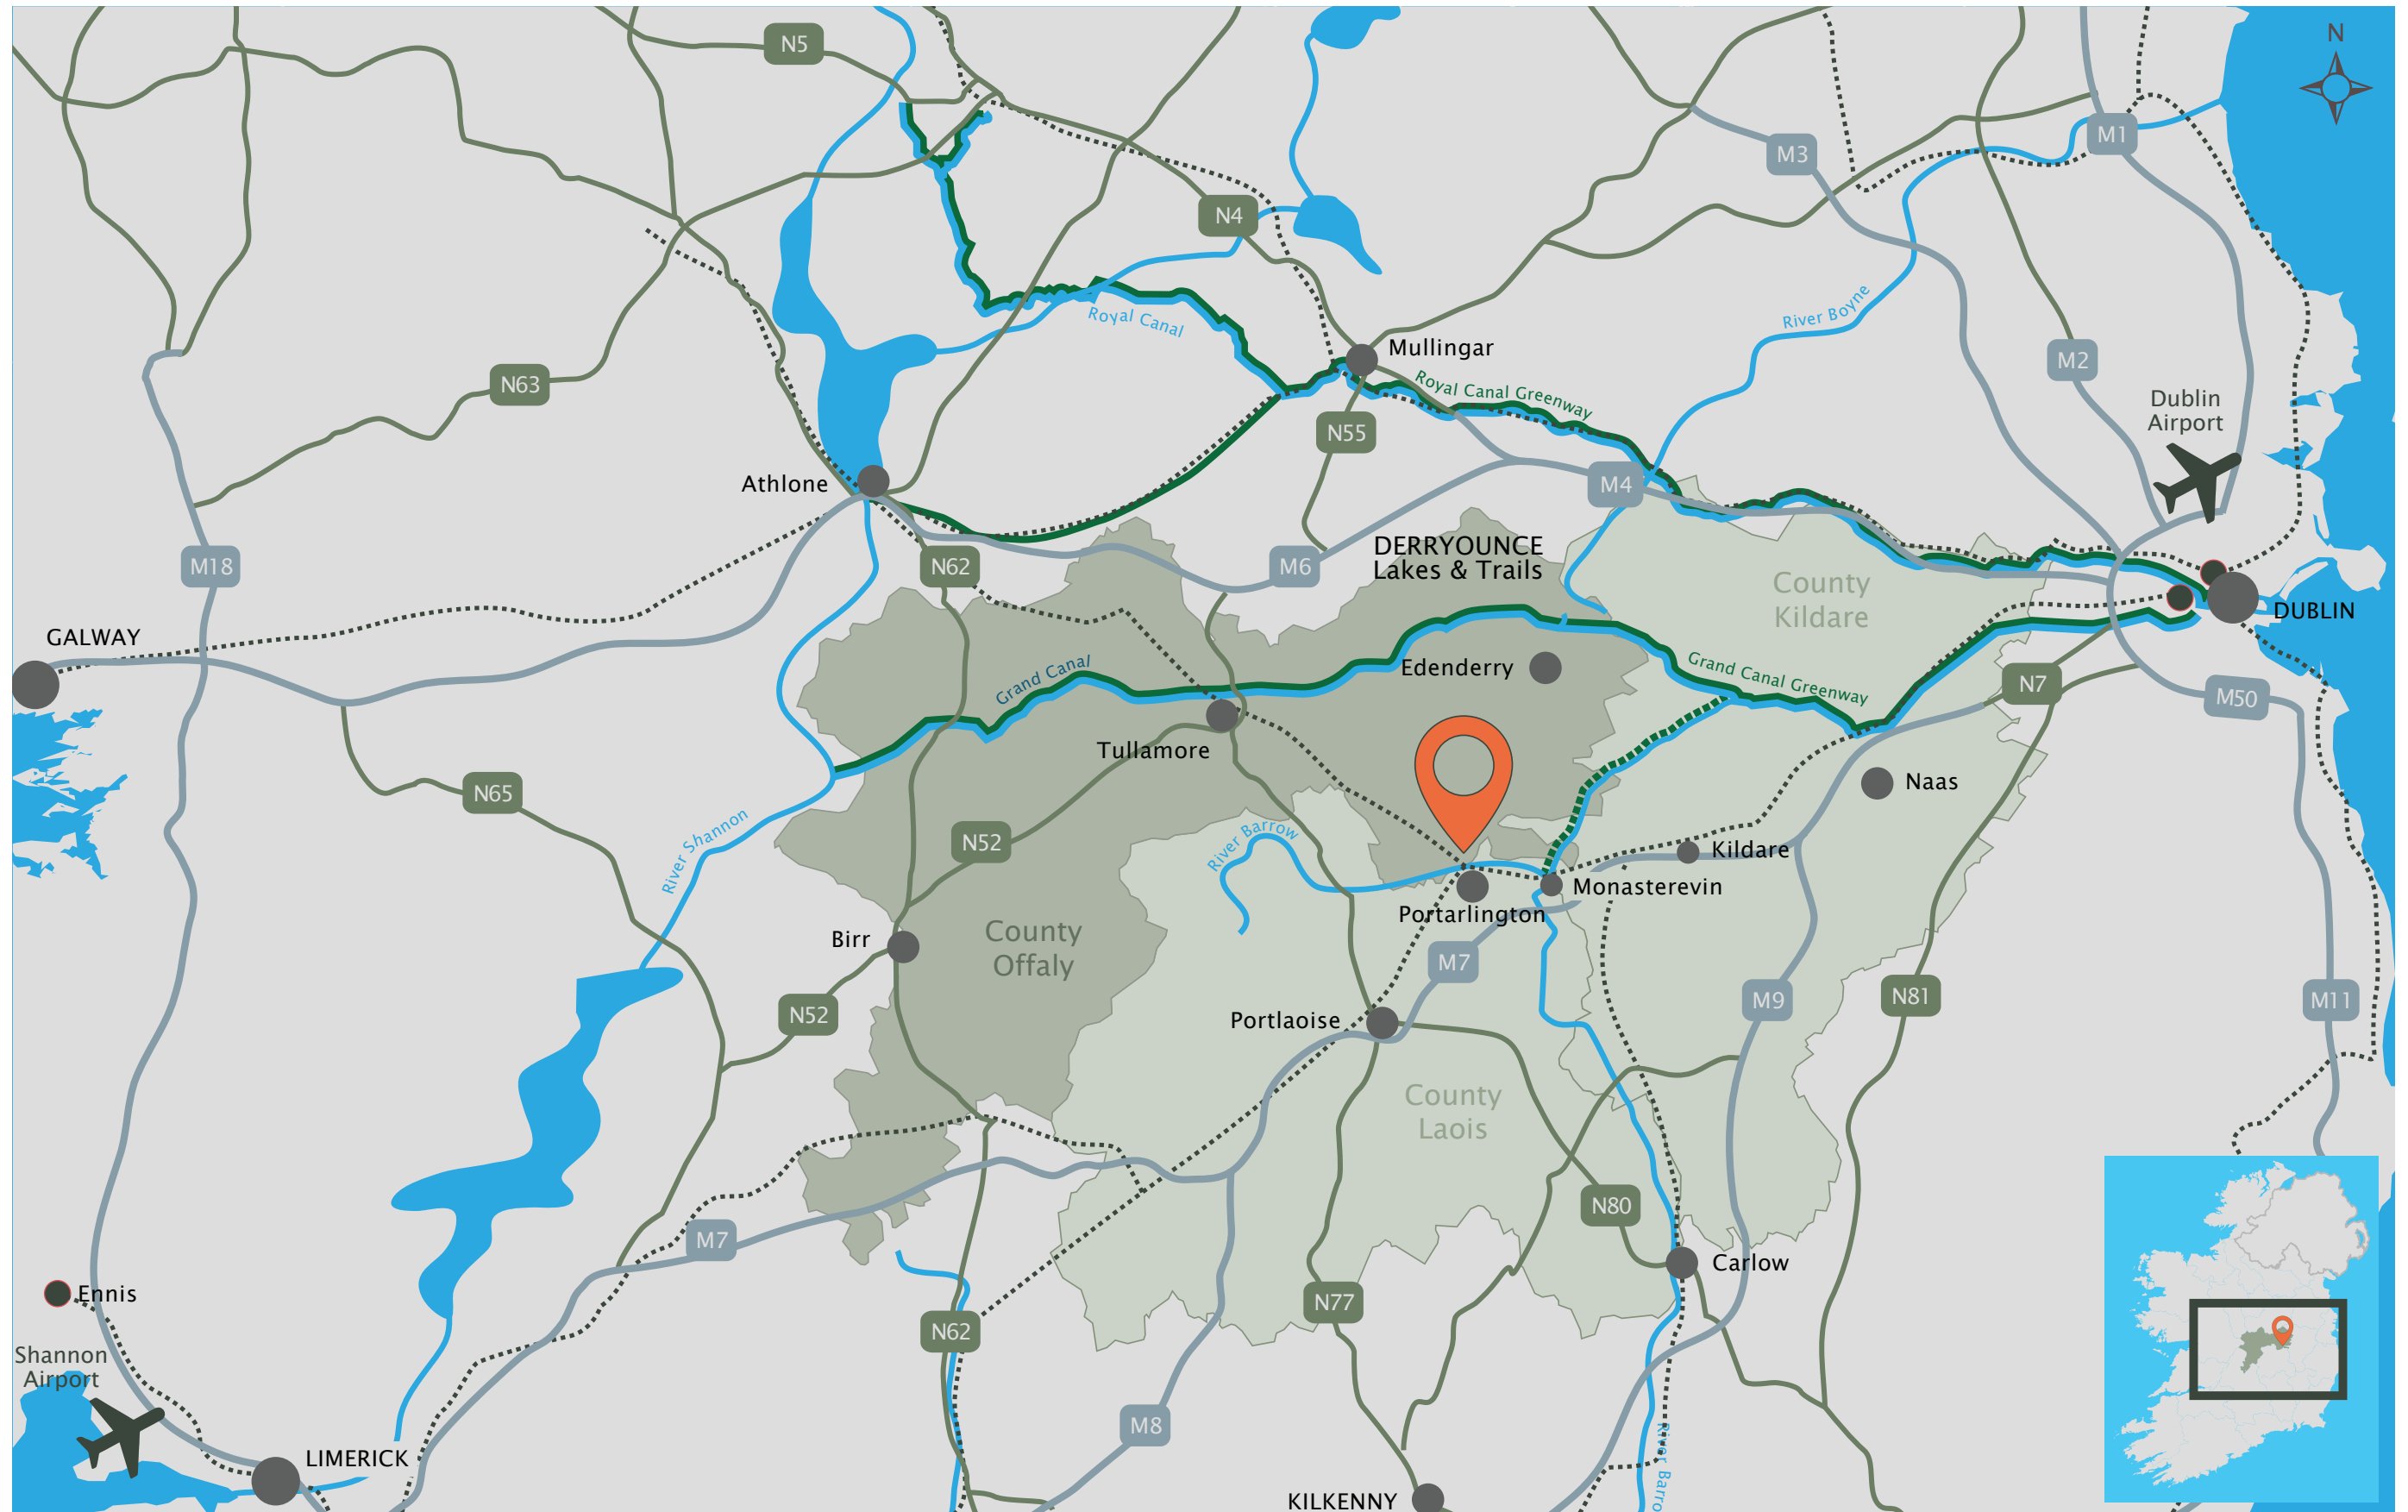 N
N5
M1
M3
N4
River Boyne
Royal Canal
Mullingar
M2
Royal Canal Greenway
N63
Dublin
Airport
N55
Athlone
M4
DERRYOUNCE
Lakes & Trails
M18
N62
M6
County
Kildare
DUBLIN
GALWAY
Grand Canal
Edenderry
Grand Canal Greenway
N7
M50
Tullamore
Naas
N65
River Shannon
N52
River Barrow
Kildare
Monasterevin
Portarlington
Birr
County
Offaly
M7
N52
M9
N81
M11
Portlaoise
County
Laois
N80
M7
Carlow
Ennis
N77
N62
Shannon
Airport
M8
LIMERICK
River Barro
KILKENNY